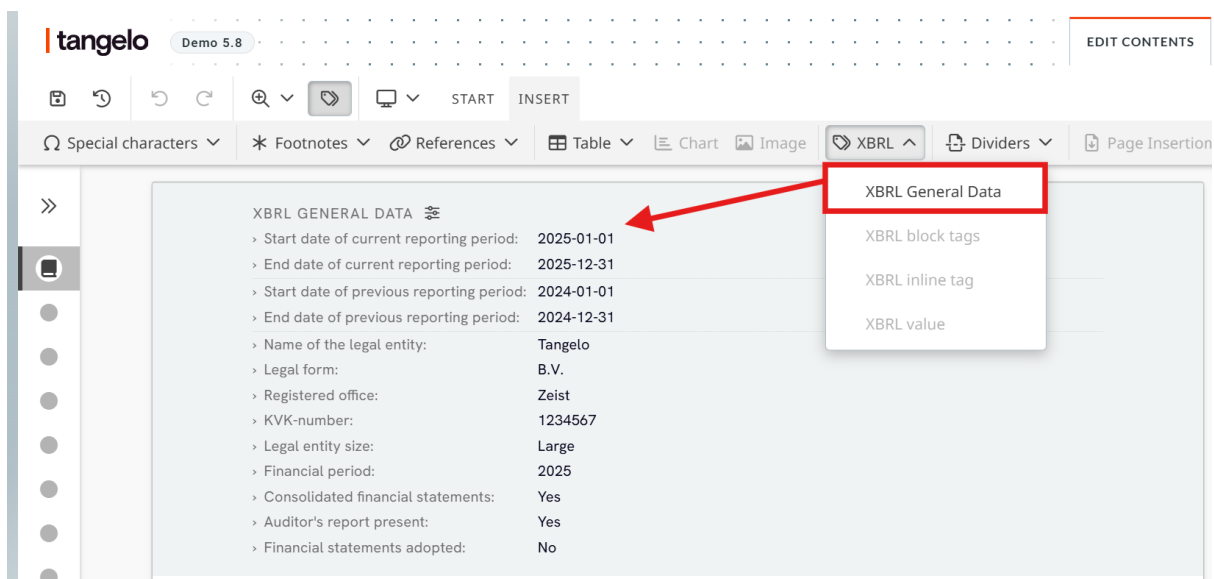 tangelo Demo 5.8 EDIT CONTENTS
START INSERT
Ω Special characters Footnotes References Table Chart Image XBRL Dividers Page Insertion
XBRL General Data
XBRL block tags
XBRL inline tag
XBRL value
XBRL GENERAL DATA
› Start date of current reporting period: 2025-01-01
› End date of current reporting period: 2025-12-31
› Start date of previous reporting period: 2024-01-01
› End date of previous reporting period: 2024-12-31
› Name of the legal entity: Tangelo
› Legal form: B.V.
› Registered office: Zeist
› KVK-number: 1234567
› Legal entity size: Large
› Financial period: 2025
› Consolidated financial statements: Yes
› Auditor's report present: Yes
› Financial statements adopted: No